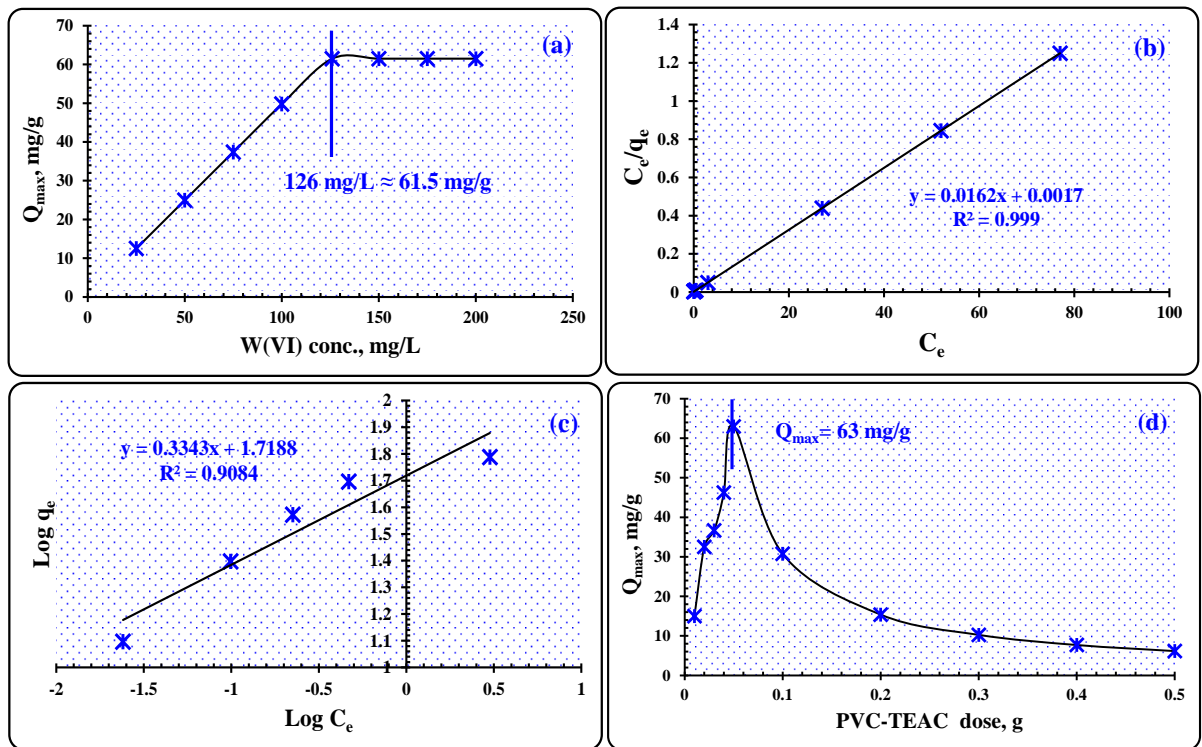 (a)
Qmax, mg/g
70
60
50
40
30
20
10
0
126 mg/L ≈ 61.5 mg/g
0 50 100 150 200 250
W(VI) conc., mg/L
(b)
Ce/qe
1.4
1.2
1
0.8
0.6
0.4
0.2
0
y = 0.0162x + 0.0017
R² = 0.999
0 20 40 60 80 100
Ce
(c)
Log qe
2
1.9
1.8
1.7
1.6
1.5
1.4
1.3
1.2
1.1
1
y = 0.3343x + 1.7188
R² = 0.9084
-2 -1.5 -1 -0.5 0 0.5 1
Log Ce
(d)
Qmax, mg/g
70
60
50
40
30
20
10
0
Qmax= 63 mg/g
0 0.1 0.2 0.3 0.4 0.5
PVC-TEAC dose, g